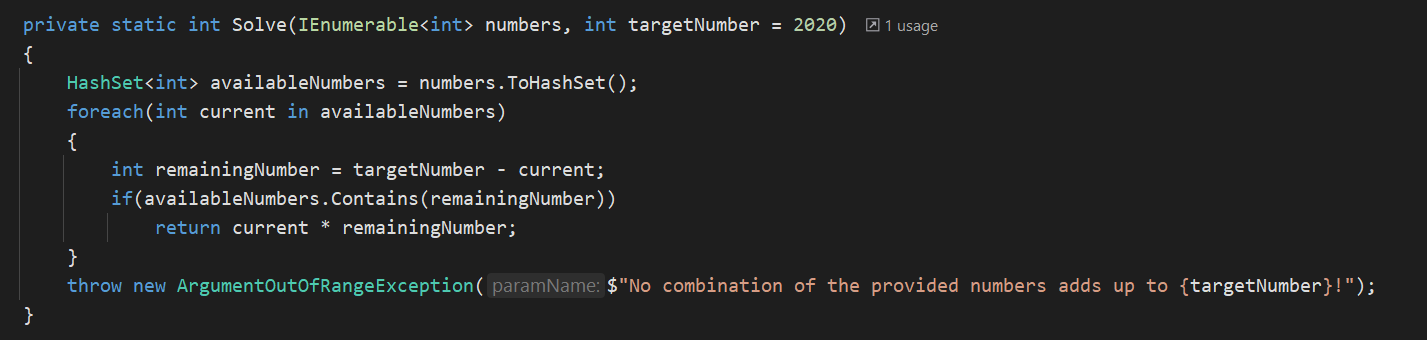 private static int Solve(IEnumerable<int> numbers, int targetNumber = 2020) 1 usage
{
HashSet<int> availableNumbers = numbers.ToHashSet();
foreach(int current in availableNumbers)
{
int remainingNumber = targetNumber - current;
if(availableNumbers.Contains(remainingNumber))
return current * remainingNumber;
}
throw new ArgumentOutOfRangeException( paramName: $"No combination of the provided numbers adds up to {targetNumber}!");
}